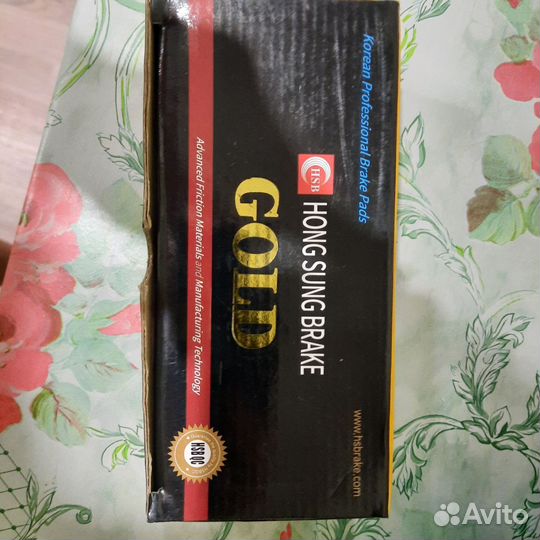 Korean Professional Brake Pads
HSB
HONG SUNG BRAKE
GOLD
www.hsbrake.com
Advanced Friction Materials and Manufacturing Technology
HSB QC
Avito